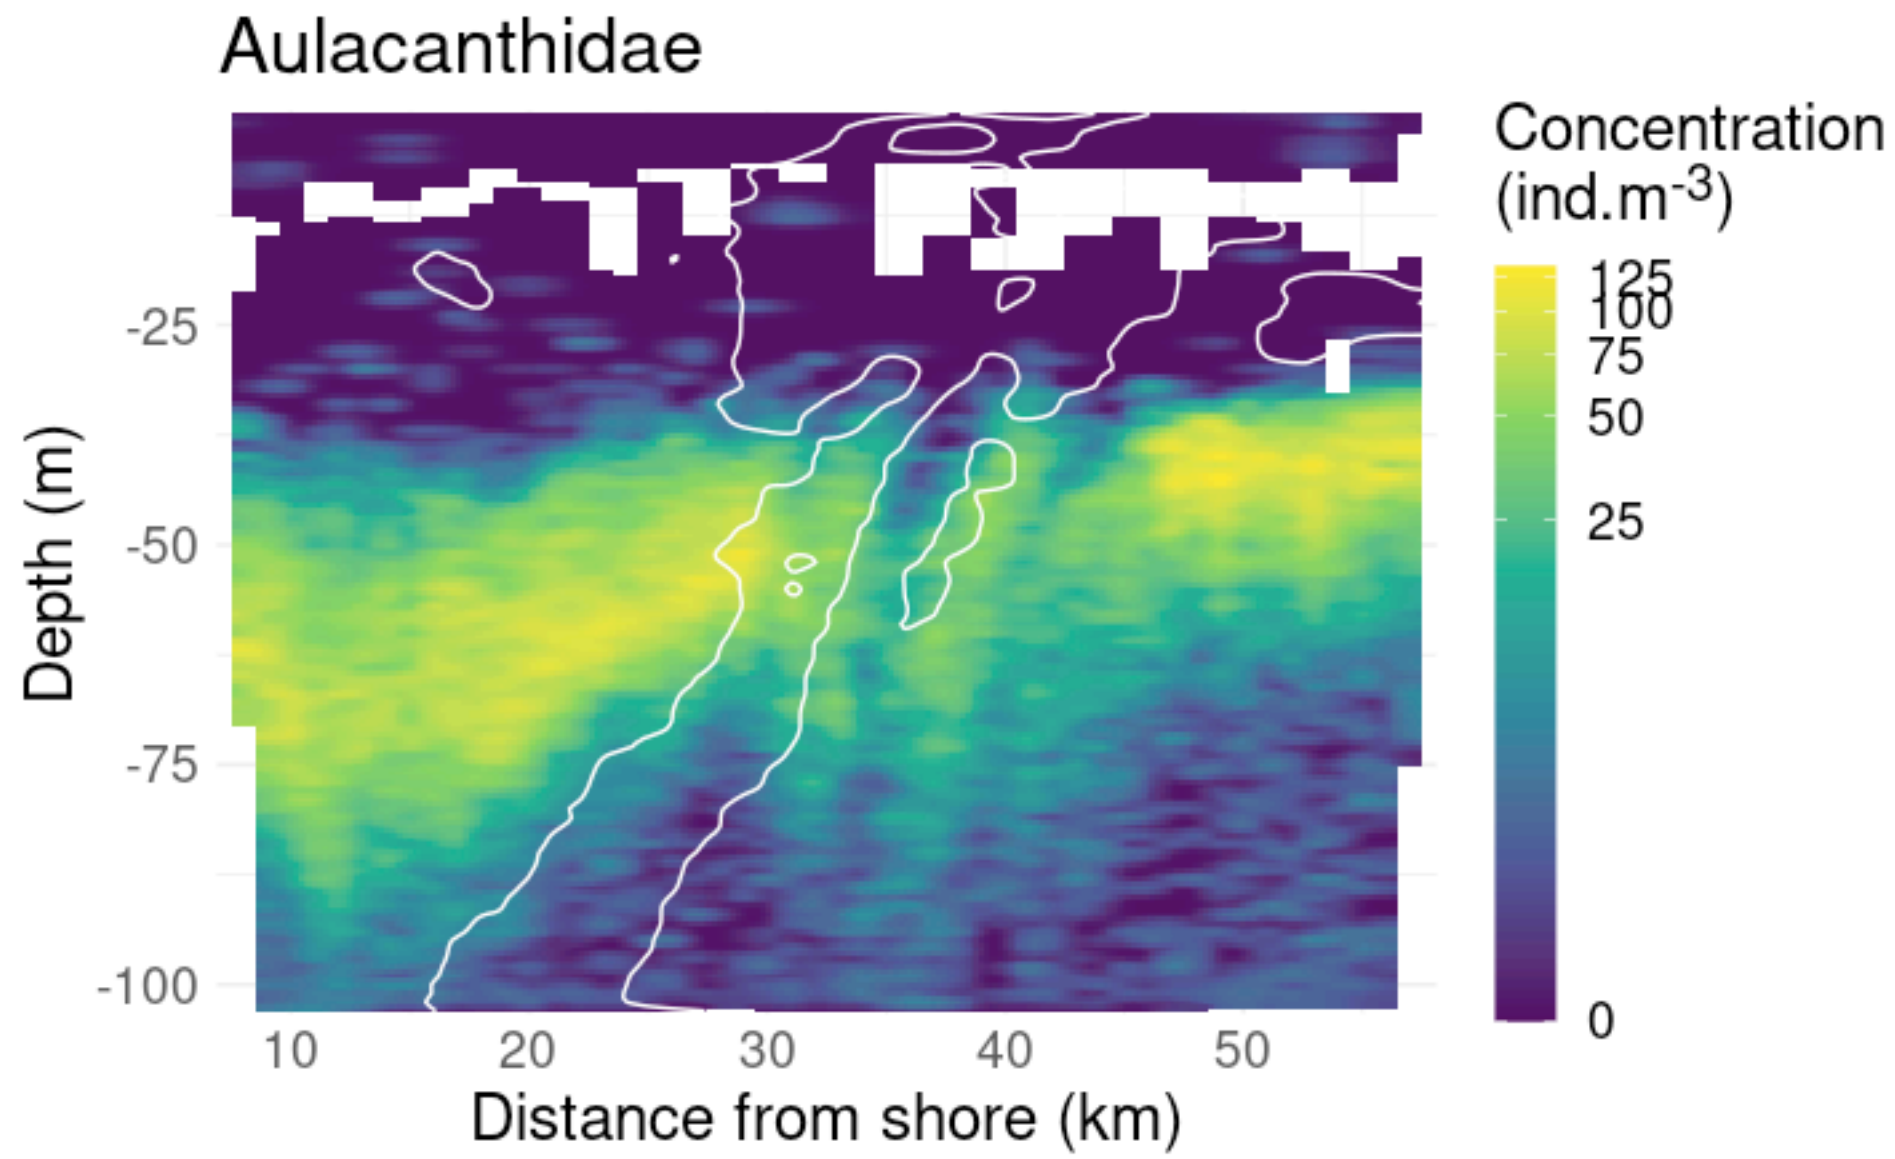 Aulacanthidae
Concentration
(ind.m-3)
125
100
75
50
25
0
Depth (m)
-25
-50
-75
-100
10 20 30 40 50
Distance from shore (km)